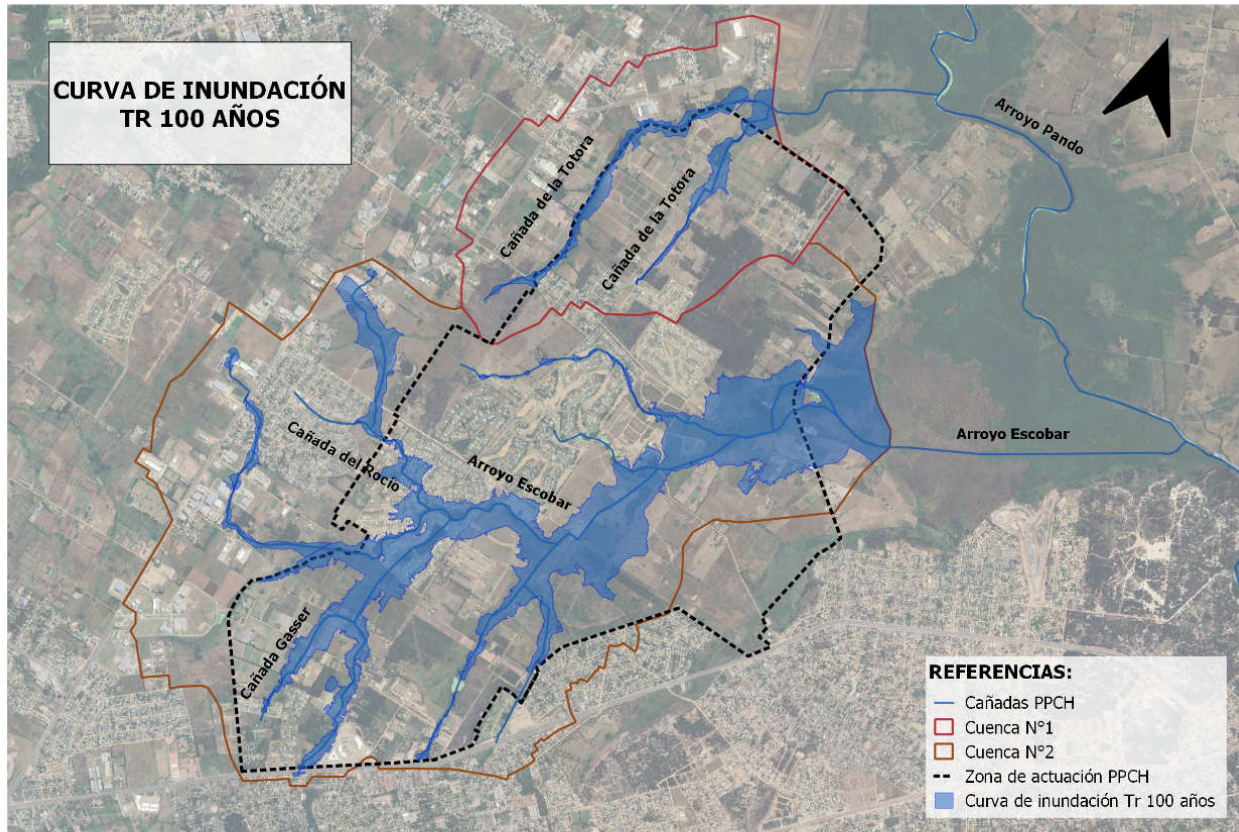 CURVA DE INUNDACIÓN
TR 100 AÑOS
Arroyo Pando
Cañada de la Totora
Cañada de la Totora
Cañada del Rocio
Arroyo Escobar
Arroyo Escobar
Cañada Gasser
REFERENCIAS:
Cañadas PPCH
Cuenca N°1
Cuenca N°2
Zona de actuación PPCH
Curva de inundación Tr 100 años